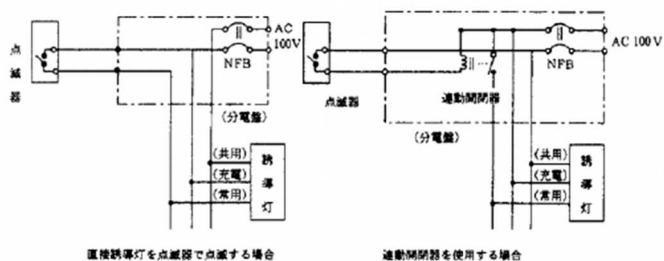 点
滅
器
AC
100V
NFB
(分電盤)
(共用)
(充電)
(常用)
誘
導
灯
直接誘導灯を点滅器で点滅する場合
点滅器
AC 100V
NFB
連動開閉器
(分電盤)
(共用)
(充電)
(常用)
誘
導
灯
連動開閉器を使用する場合